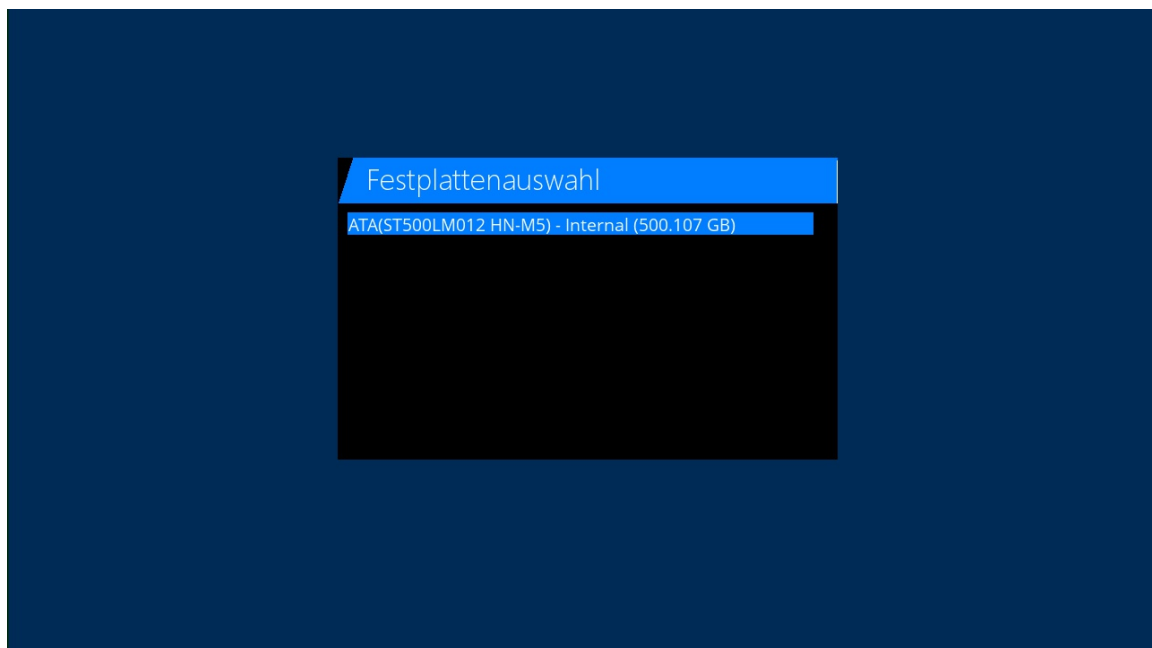 Festplattenauswahl
ATA(ST500LM012 HN-M5) - Internal (500.107 GB)